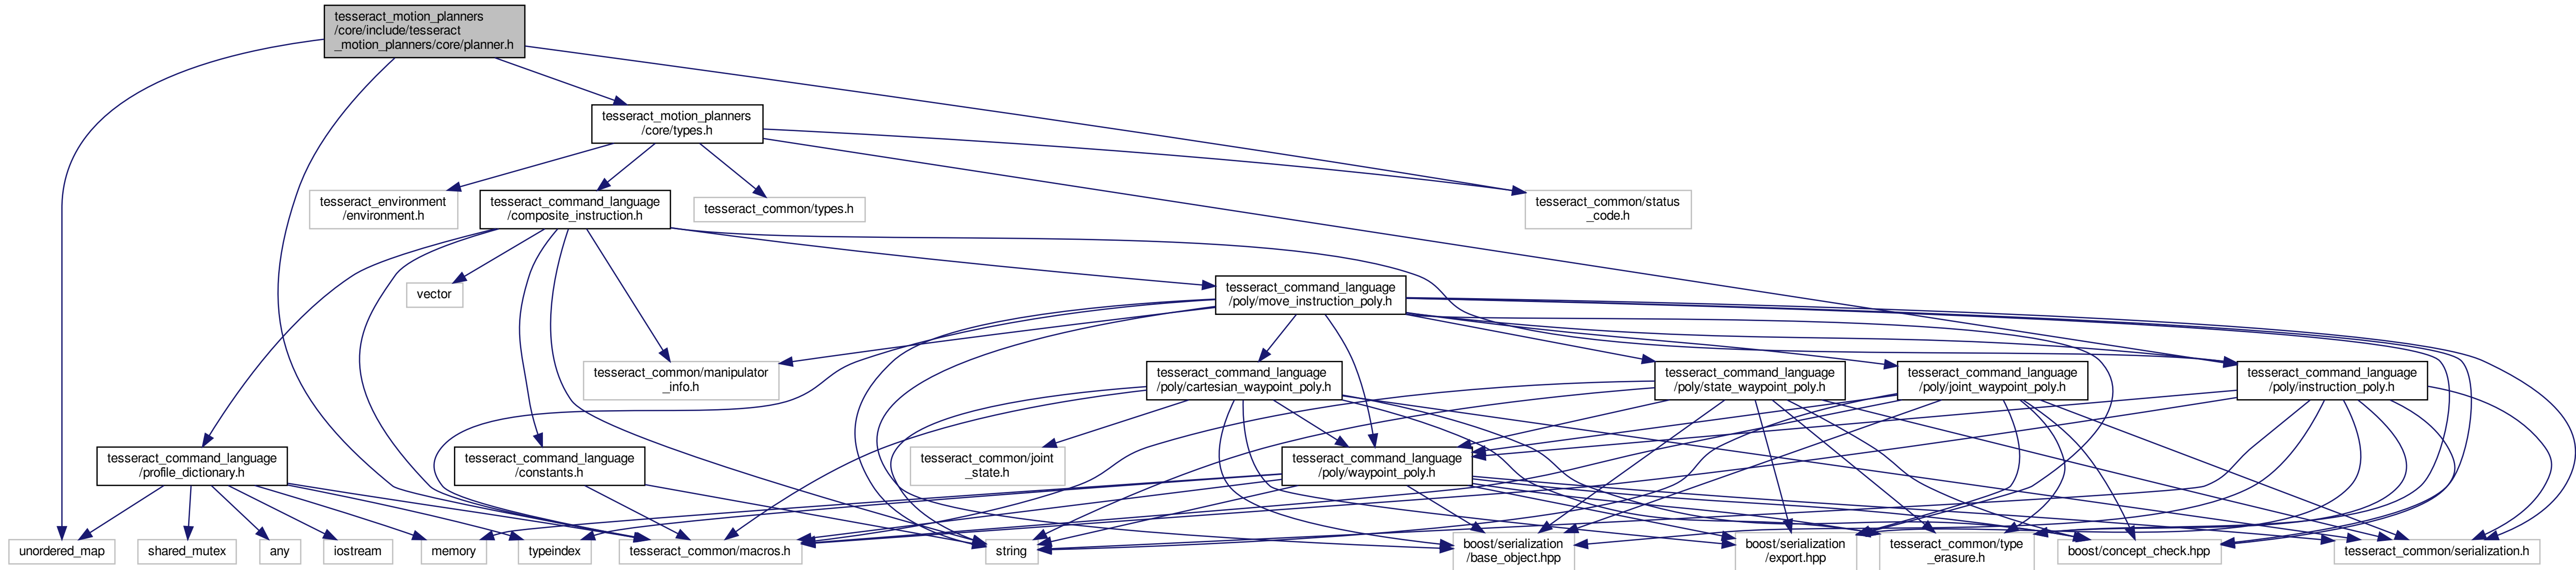 tesseract_motion_planners
/core/include/tesseract
_motion_planners/core/planner.h
tesseract_motion_planners
/core/types.h
tesseract_environment
/environment.h
tesseract_command_language
/composite_instruction.h
tesseract_common/types.h
tesseract_common/status
_code.h
vector
tesseract_command_language
/poly/move_instruction_poly.h
tesseract_common/manipulator
_info.h
tesseract_command_language
/poly/cartesian_waypoint_poly.h
tesseract_command_language
/poly/state_waypoint_poly.h
tesseract_command_language
/poly/joint_waypoint_poly.h
tesseract_command_language
/poly/instruction_poly.h
tesseract_command_language
/profile_dictionary.h
tesseract_command_language
/constants.h
tesseract_common/joint
_state.h
tesseract_command_language
/poly/waypoint_poly.h
unordered_map
shared_mutex
any
iostream
memory
typeindex
tesseract_common/macros.h
string
boost/serialization
/base_object.hpp
boost/serialization
/export.hpp
tesseract_common/type
_erasure.h
boost/concept_check.hpp
tesseract_common/serialization.h